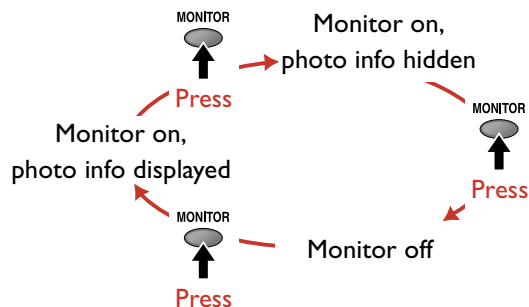 MONITOR
Press
Monitor on,
photo info hidden
MONITOR
Press
Monitor off
MONITOR
Press
Monitor on,
photo info displayed